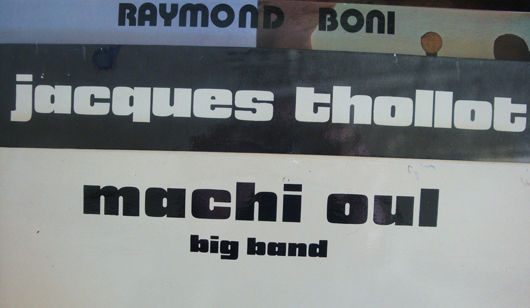 RAYMOND BONI
jacques thollot
machi oul
big band